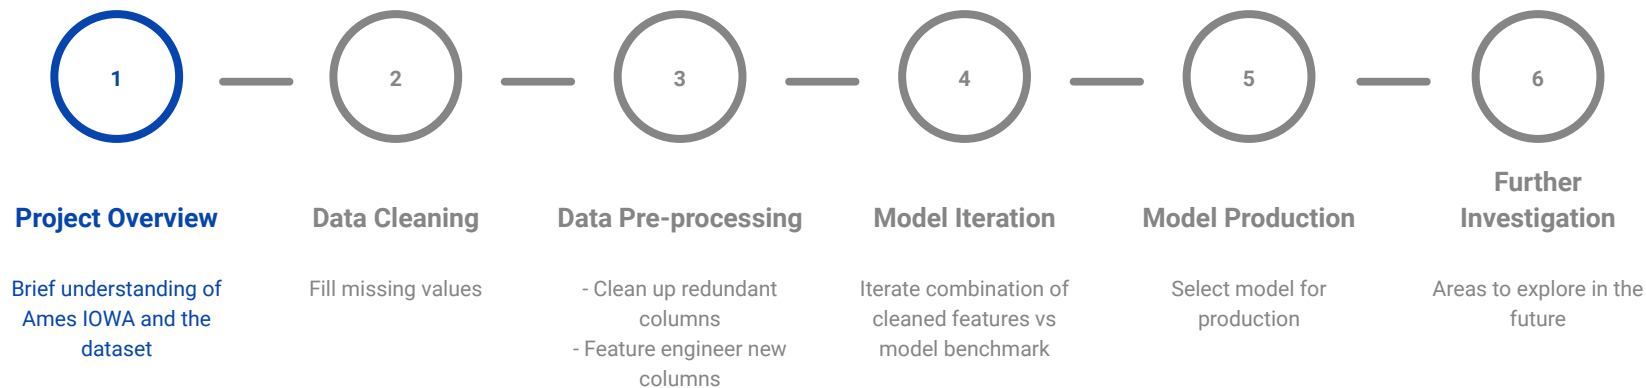 1
2
3
4
5
6
Project Overview
Data Cleaning
Data Pre-processing
Model Iteration
Model Production
Further
Investigation
Brief understanding of
Ames IOWA and the
dataset
Fill missing values
- Clean up redundant
columns
- Feature engineer new
columns
Iterate combination of
cleaned features vs
model benchmark
Select model for
production
Areas to explore in the
future